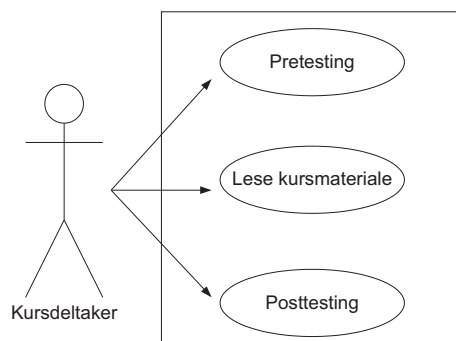 Pretesting
Lese kursmateriale
Posttesting
Kursdeltaker